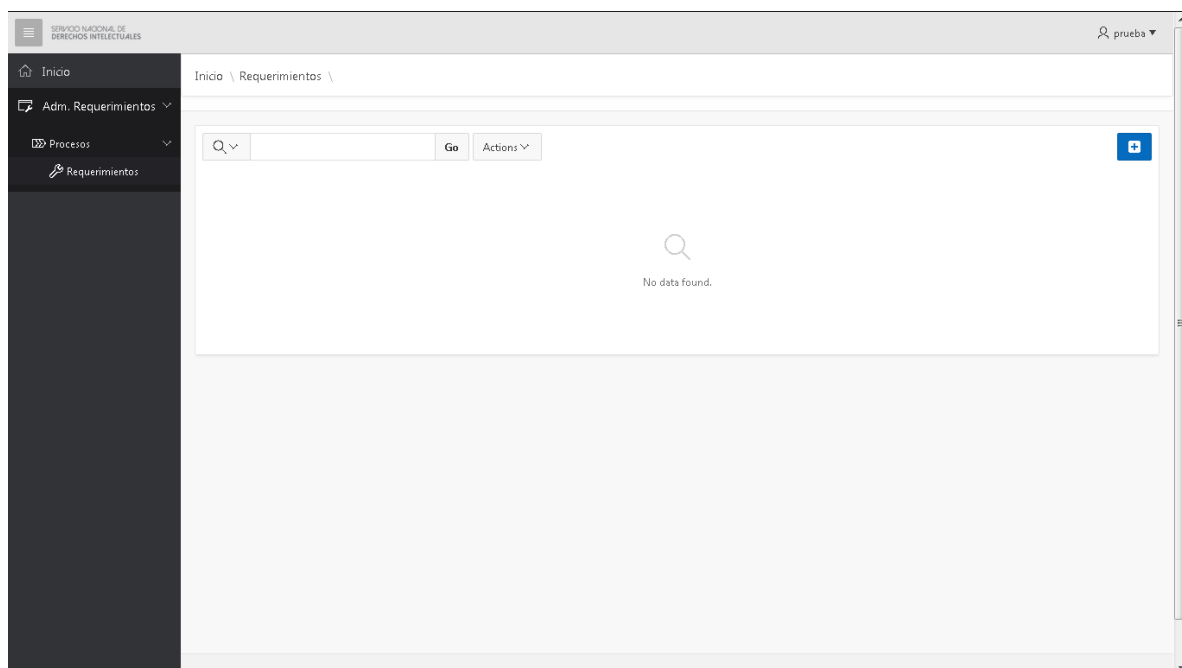 SERVICIO NACIONAL DE
DERECHOS INTELECTUALES
prueba
Inicio
Inicio \ Requerimientos \
Adm. Requerimientos
Procesos
Requerimientos
Go
Actions
No data found.